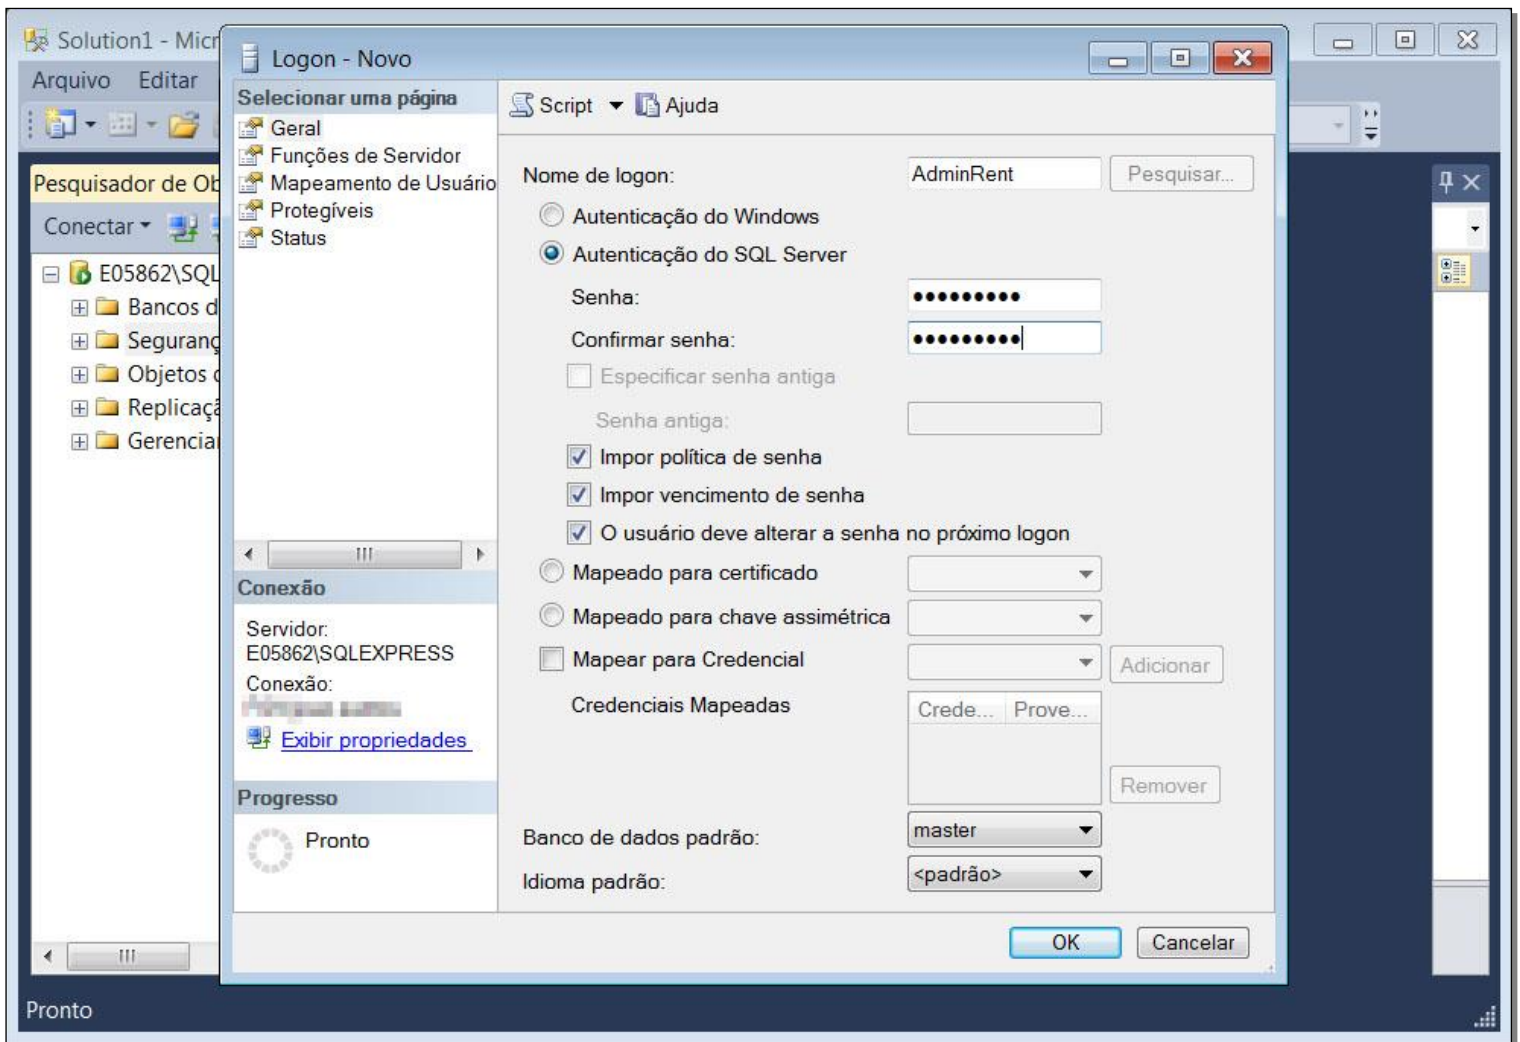 Solution1 - Micr
Arquivo Editar
Pesquisador de Ob
Conectar
E05862\SQL
Bancos d
Seguranç
Objetos
Replicaçã
Gerencia
Pronto
Logon - Novo
Selecionar uma página
Geral
Funções de Servidor
Mapeamento de Usuário
Protegíveis
Status
Conexão
Servidor:
E05862\SQLEXPRESS
Conexão:
Exibir propriedades
Progresso
Pronto
Script Ajuda
Nome de logon: AdminRent Pesquisar...
Autenticação do Windows
Autenticação do SQL Server
Senha: •••••••••
Confirmar senha: •••••••••
Especificar senha antiga
Senha antiga:
Impor política de senha
Impor vencimento de senha
O usuário deve alterar a senha no próximo logon
Mapeado para certificado
Mapeado para chave assimétrica
Mapear para Credencial Adicionar
Credenciais Mapeadas Crede... Prove...
Remover
Banco de dados padrão: master
Idioma padrão: <padrão>
OK Cancelar